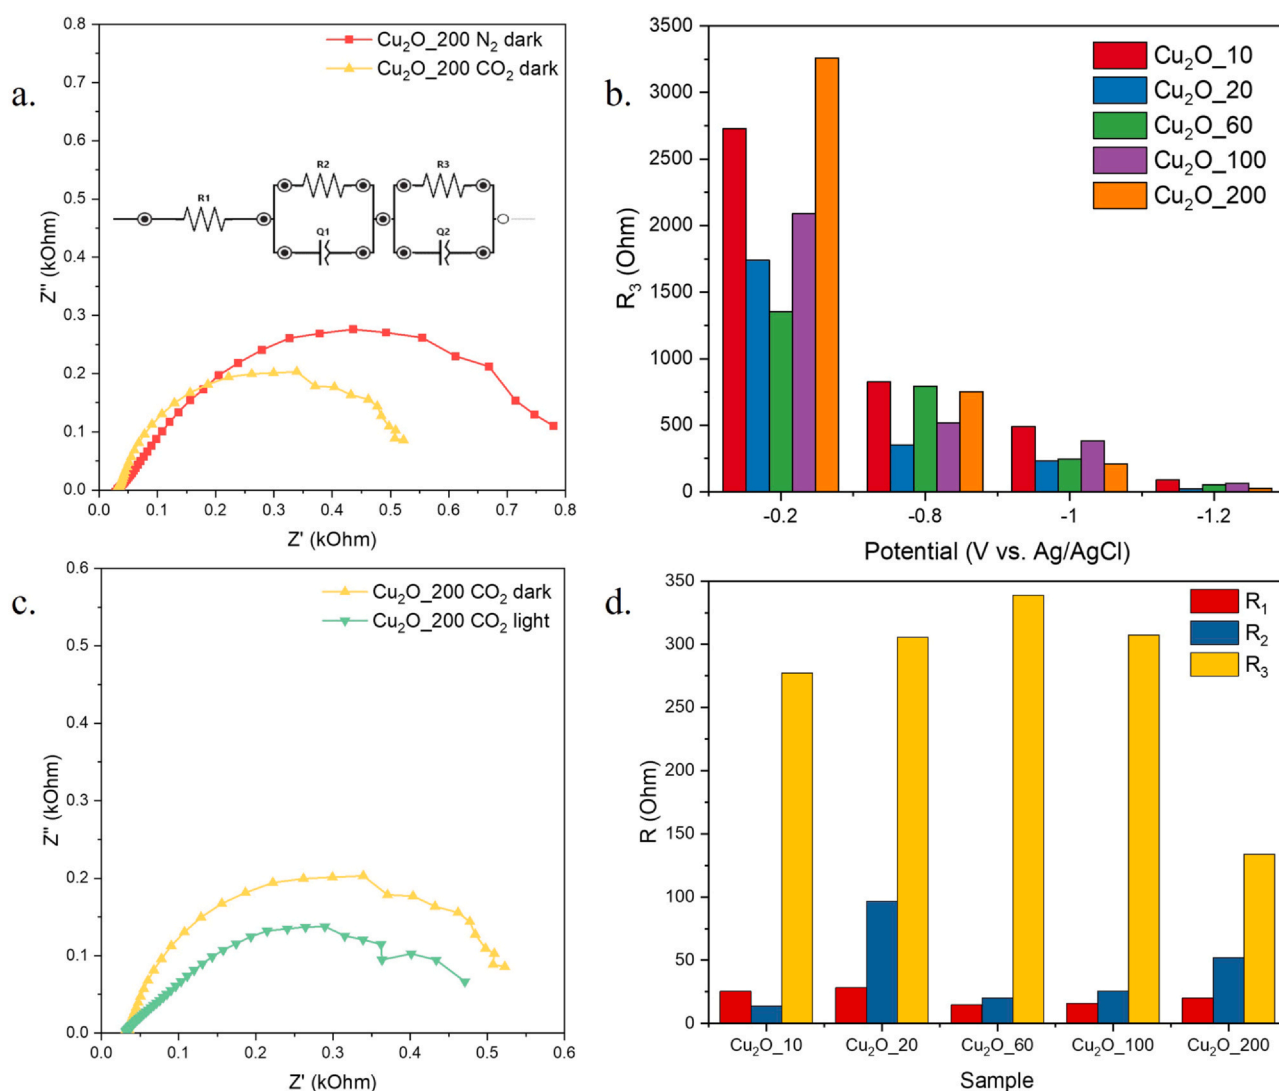 a.
Cu₂O_200 N₂ dark
Cu₂O_200 CO₂ dark
R1
R2
Q1
R3
Q2
Z'' (kOhm)
0.8
0.7
0.6
0.5
0.4
0.3
0.2
0.1
0.0
0.0 0.1 0.2 0.3 0.4 0.5 0.6 0.7 0.8
Z' (kOhm)
b.
Cu₂O_10
Cu₂O_20
Cu₂O_60
Cu₂O_100
Cu₂O_200
R₃ (Ohm)
3500
3000
2500
2000
1500
1000
500
0
-0.2 -0.8 -1 -1.2
Potential (V vs. Ag/AgCl)
c.
Cu₂O_200 CO₂ dark
Cu₂O_200 CO₂ light
Z'' (kOhm)
0.6
0.5
0.4
0.3
0.2
0.1
0.0
0.0 0.1 0.2 0.3 0.4 0.5 0.6
Z' (kOhm)
d.
R₁
R₂
R₃
R (Ohm)
350
300
250
200
150
100
50
0
Cu₂O_10 Cu₂O_20 Cu₂O_60 Cu₂O_100 Cu₂O_200
Sample